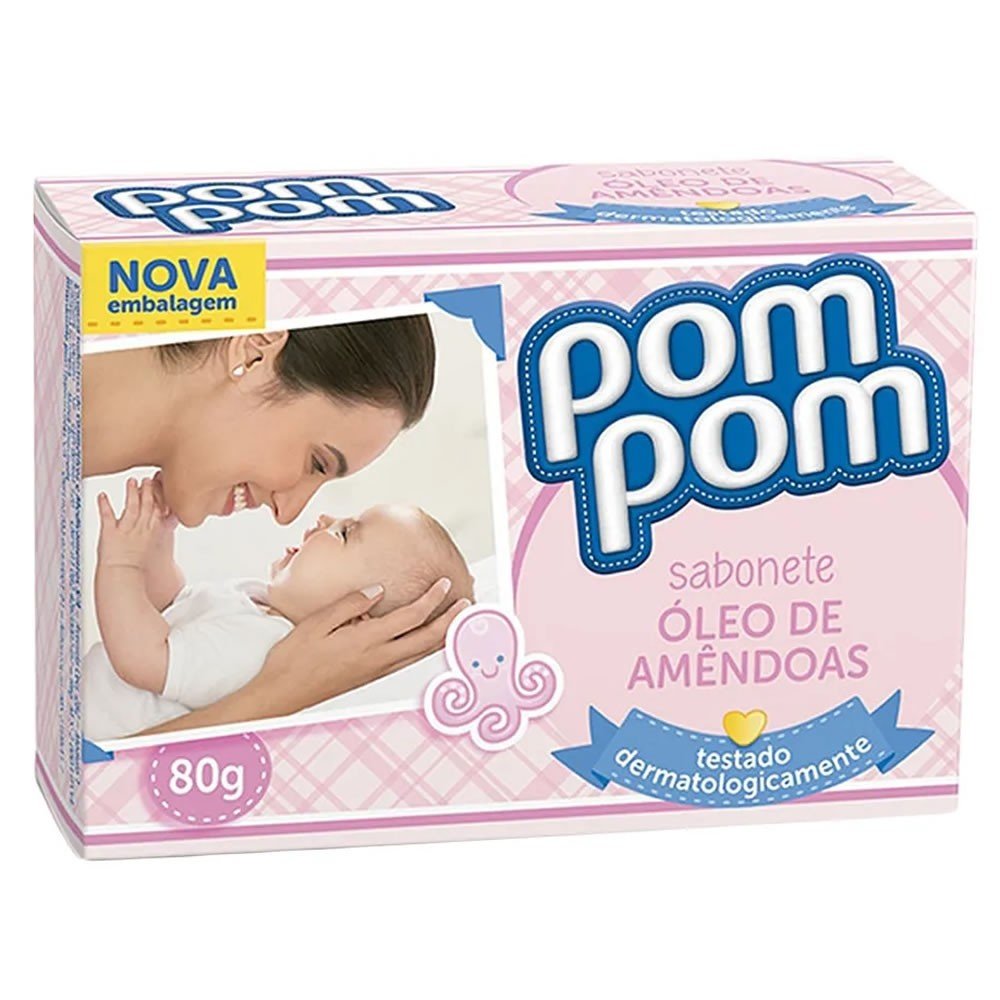 pom
pom
sabonete
ÓLEO DE
AMÊNDOAS
testado
dermatologicamente
NOVA
embalagem
pom
pom
sabonete
ÓLEO DE
AMÊNDOAS
testado
dermatologicamente
80g